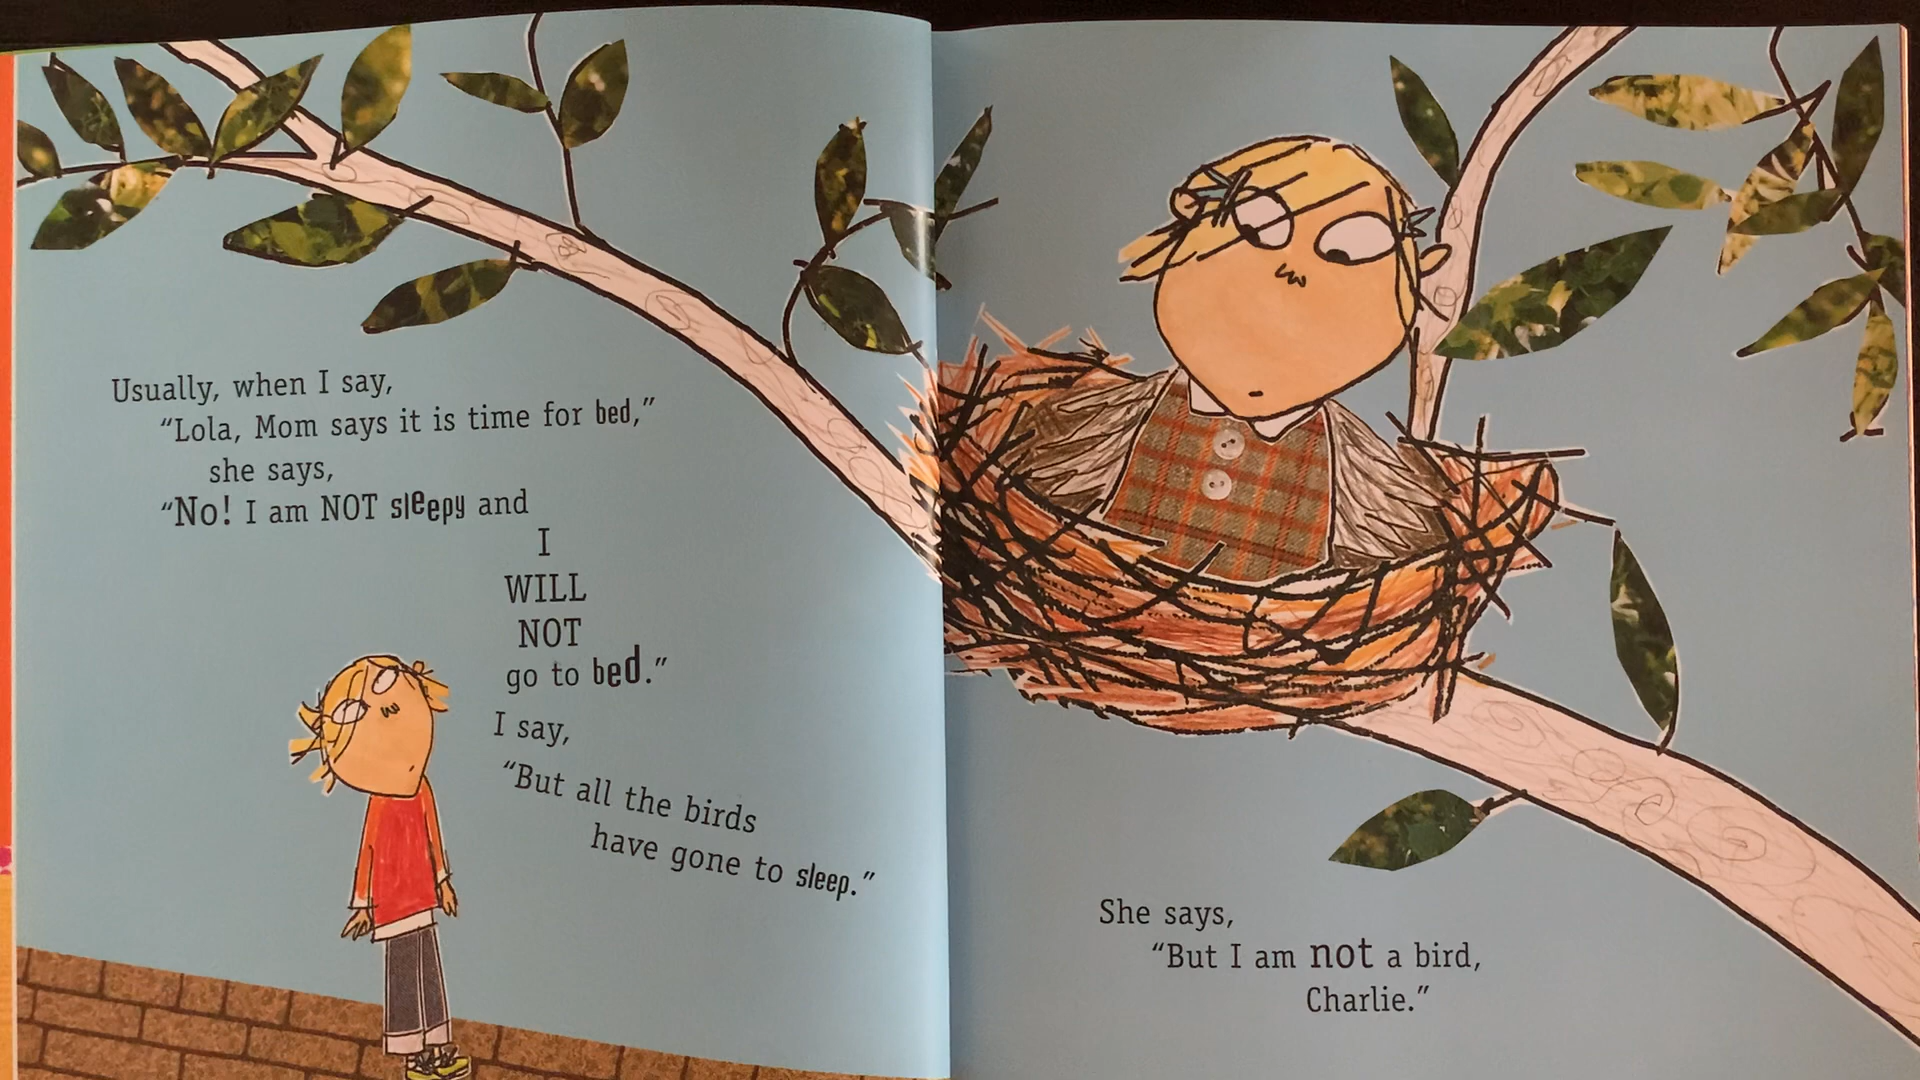 Usually, when I say,
“Lola, Mom says it is time for bed,”
she says,
“No! I am NOT sleepy and
I
WILL
NOT
go to bed.”
I say,
“But all the birds
have gone to sleep.”
She says,
“But I am not a bird,
Charlie.”